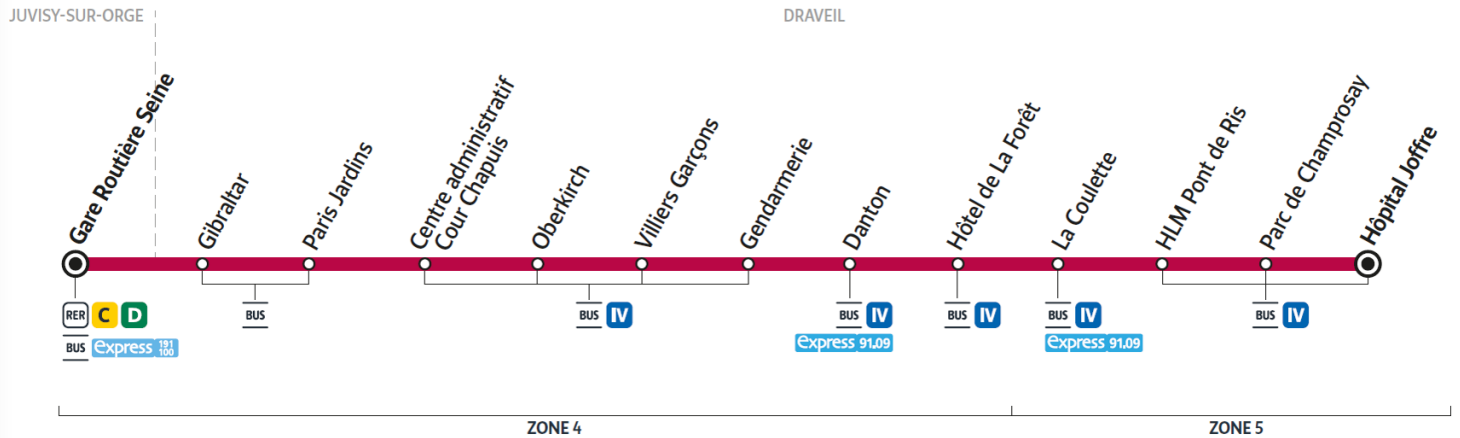 JUVISY-SUR-ORGE
DRAVEIL
Gare Routière Seine
Gibraltar
Paris Jardins
Centre administratif
Cour Chapuis
Oberkirch
Villiers Garçons
Gendarmerie
Danton
Hôtel de La Forêt
La Coulette
HLM Pont de Ris
Parc de Champrosay
Hôpital Joffre
RER C D
BUS express 191 100
BUS
BUS IV
BUS IV
express 91.09
BUS IV
BUS IV
express 91.09
BUS IV
ZONE 4
ZONE 5